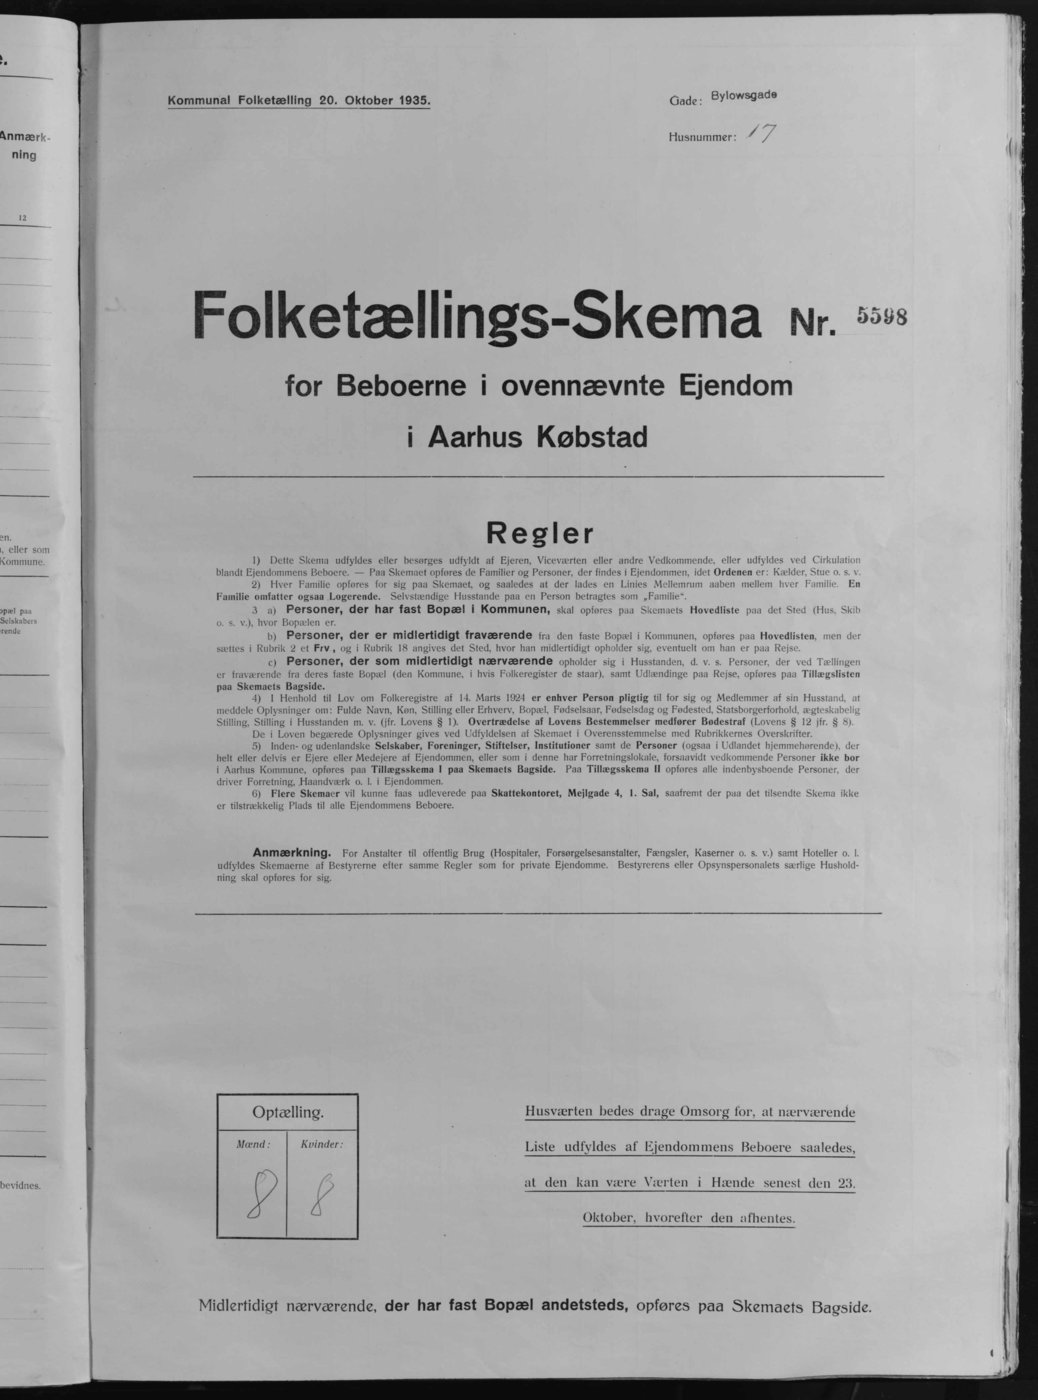 e.
Anmærk-
ning
12
en.
, eller som
Kommune.
opæl paa
Selskabers
rende
bevidnes.
Kommunal Folketælling 20. Oktober 1935.
Gade: Bylowsgade
Husnummer: 17
Folketællings-Skema Nr. 5598
for Beboerne i ovennævnte Ejendom
i Aarhus Købstad
Regler
1) Dette Skema udfyldes eller besørges udfyldt af Ejeren, Viceværten eller andre Vedkommende, eller udfyldes ved Cirkulation
blandt Ejendommens Beboere. — Paa Skemaet opføres de Familier og Personer, der findes i Ejendommen, idet Ordenen er: Kælder, Stue o. s. v.
2) Hver Familie opføres for sig paa Skemaet, og saaledes at der lades en Linies Mellemrum aaben mellem hver Familie. En
Familie omfatter ogsaa Logerende. Selvstændige Husstande paa en Person betragtes som „Familie“.
3 a) Personer, der har fast Bopæl i Kommunen, skal opføres paa Skemaets Hovedliste paa det Sted (Hus, Skib
o. s. v.), hvor Bopælen er.
b) Personer, der er midlertidigt fraværende fra den faste Bopæl i Kommunen, opføres paa Hovedlisten, men der
sættes i Rubrik 2 et Frv., og i Rubrik 18 angives det Sted, hvor han midlertidigt opholder sig, eventuelt om han er paa Rejse.
c) Personer, der som midlertidigt nærværende opholder sig i Husstanden, d. v. s. Personer, der ved Tællingen
er fraværende fra deres faste Bopæl (den Kommune, i hvis Folkeregister de staar), samt Udlændinge paa Rejse, opføres paa Tillægslisten
paa Skemaets Bagside.
4) I Henhold til Lov om Folkeregistre af 14. Marts 1924 er enhver Person pligtig til for sig og Medlemmer af sin Husstand, at
meddele Oplysninger om: Fulde Navn, Køn, Stilling eller Erhverv, Bopæl, Fødselsaar, Fødselsdag og Fødested, Statsborgerforhold, ægteskabelig
Stilling, Stilling i Husstanden m. v. (jfr. Lovens § 1). Overtrædelse af Lovens Bestemmelser medfører Bødestraf (Lovens § 12 jfr. § 8).
De i Loven begærede Oplysninger gives ved Udfyldelsen af Skemaet i Overensstemmelse med Rubrikkernes Overskrifter.
5) Inden- og udenlandske Selskaber, Foreninger, Stiftelser, Institutioner samt de Personer (ogsaa i Udlandet hjemmehørende), der
helt eller delvis er Ejere eller Medejere af Ejendommen, eller som i denne har Forretningslokale, forsaavidt vedkommende Personer ikke bor
i Aarhus Kommune, opføres paa Tillægsskema I paa Skemaets Bagside. Paa Tillægsskema II opføres alle indenbysboende Personer, der
driver Forretning, Haandværk o. l. i Ejendommen.
6) Flere Skemaer vil kunne faas udleverede paa Skattekontoret, Mejlgade 4, 1. Sal, saafremt der paa det tilsendte Skema ikke
er tilstrækkelig Plads til alle Ejendommens Beboere.
Anmærkning. For Anstalter til offentlig Brug (Hospitaler, Forsørgelsesanstalter, Fængsler, Kaserner o. s. v.) samt Hoteller o. l.
udfyldes Skemaerne af Bestyrerne efter samme Regler som for private Ejendomme. Bestyrerens eller Opsynspersonalets særlige Hushold-
ning skal opføres for sig.
Optælling.
Mænd: Kvinder:
8 8
Husværten bedes drage Omsorg for, at nærværende
Liste udfyldes af Ejendommens Beboere saaledes,
at den kan være Værten i Hænde senest den 23.
Oktober, hvorefter den afhentes.
Midlertidigt nærværende, der har fast Bopæl andetsteds, opføres paa Skemaets Bagside.